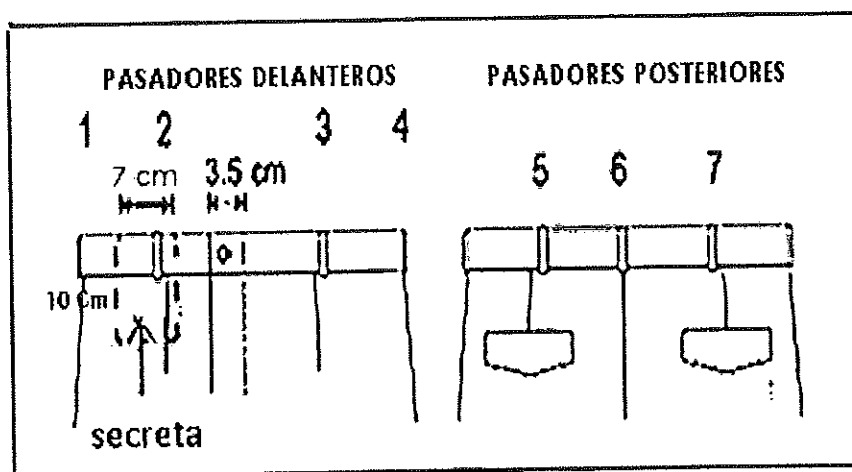 PASADORES DELANTEROS
1 2 3 4
7 cm 3.5 cm
10 cm
secreta
PASADORES POSTERIORES
5 6 7